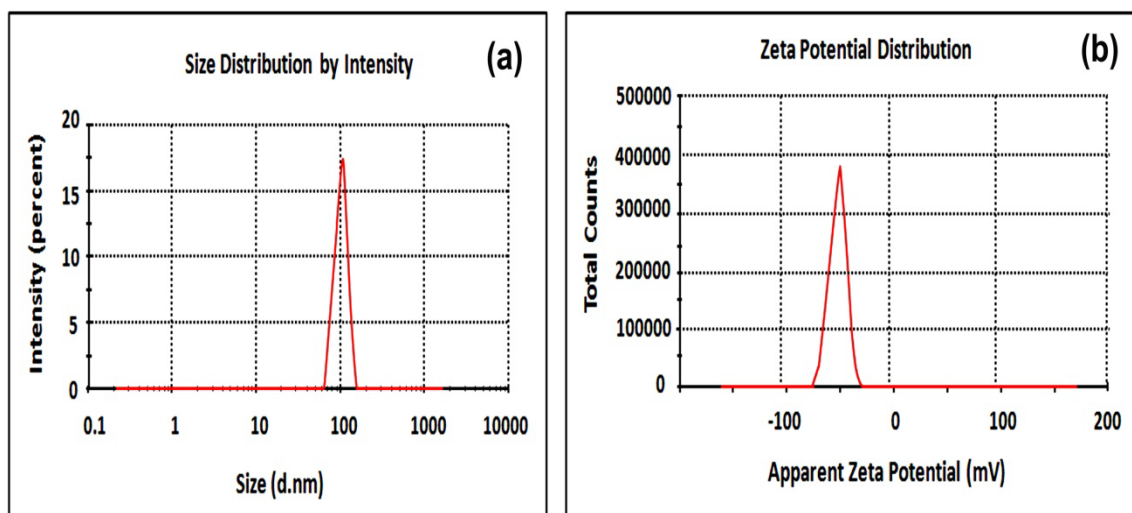 Size Distribution by Intensity
(a)
Intensity (percent)
20
15
10
5
0
0.1 1 10 100 1000 10000
Size (d.nm)
Zeta Potential Distribution
(b)
Total Counts
500000
400000
300000
200000
100000
0
-100 0 100 200
Apparent Zeta Potential (mV)